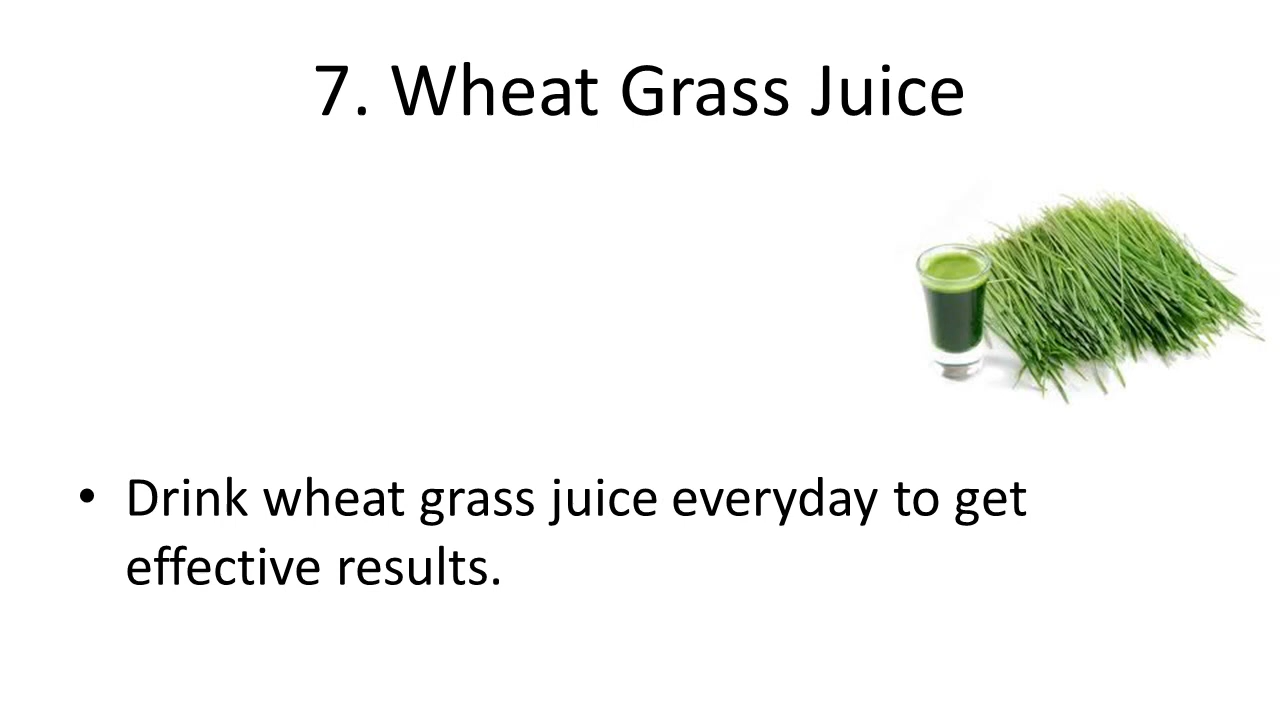 7. Wheat Grass Juice
• Drink wheat grass juice everyday to get
effective results.